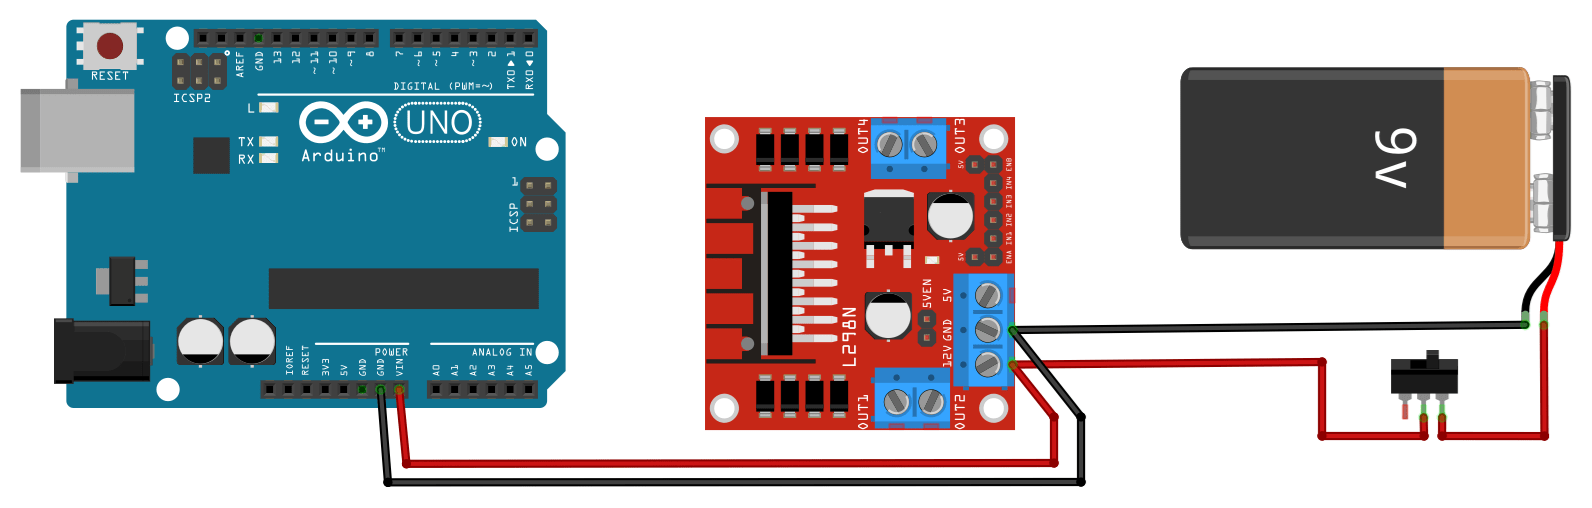 RESET
ICSP2
AREF
GND
13
12
~11
~10
~9
8
7
~6
~5
4
~3
2
TX0 ▶ 1
RX0 ◀ 0
DIGITAL (PWM=~)
L
TX
RX
UNO
ON
Arduino™
1
ICSP
POWER
ANALOG IN
IOREF
RESET
3V3
5V
GND
GND
VIN
A0
A1
A2
A3
A4
A5
OUT4
OUT3
5V
ENB
IN4
IN3
IN2
IN1
ENA
5V
5VEN
5V
GND
12V
L298N
OUT1
OUT2
9V